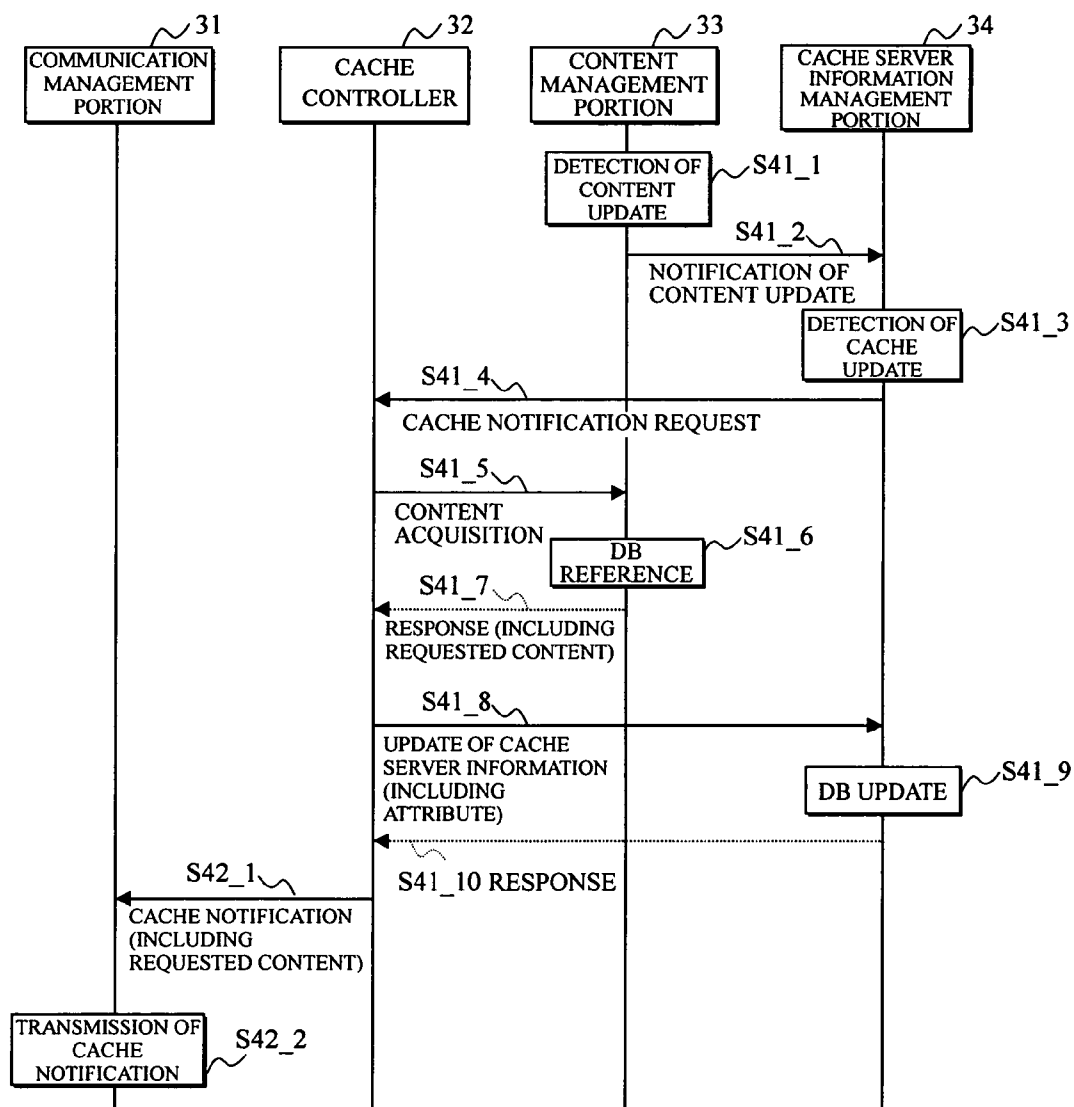 31
32
33
34
COMMUNICATION
MANAGEMENT
PORTION
CACHE
CONTROLLER
CONTENT
MANAGEMENT
PORTION
CACHE SERVER
INFORMATION
MANAGEMENT
PORTION
DETECTION OF
CONTENT
UPDATE
S41_1
S41_2
NOTIFICATION OF
CONTENT UPDATE
DETECTION OF
CACHE
UPDATE
S41_3
S41_4
CACHE NOTIFICATION REQUEST
S41_5
CONTENT
ACQUISITION
DB
REFERENCE
S41_6
S41_7
RESPONSE (INCLUDING
REQUESTED CONTENT)
S41_8
UPDATE OF CACHE
SERVER INFORMATION
(INCLUDING
ATTRIBUTE)
DB UPDATE
S41_9
S41_10 RESPONSE
S42_1
CACHE NOTIFICATION
(INCLUDING
REQUESTED CONTENT)
TRANSMISSION OF
CACHE
NOTIFICATION
S42_2